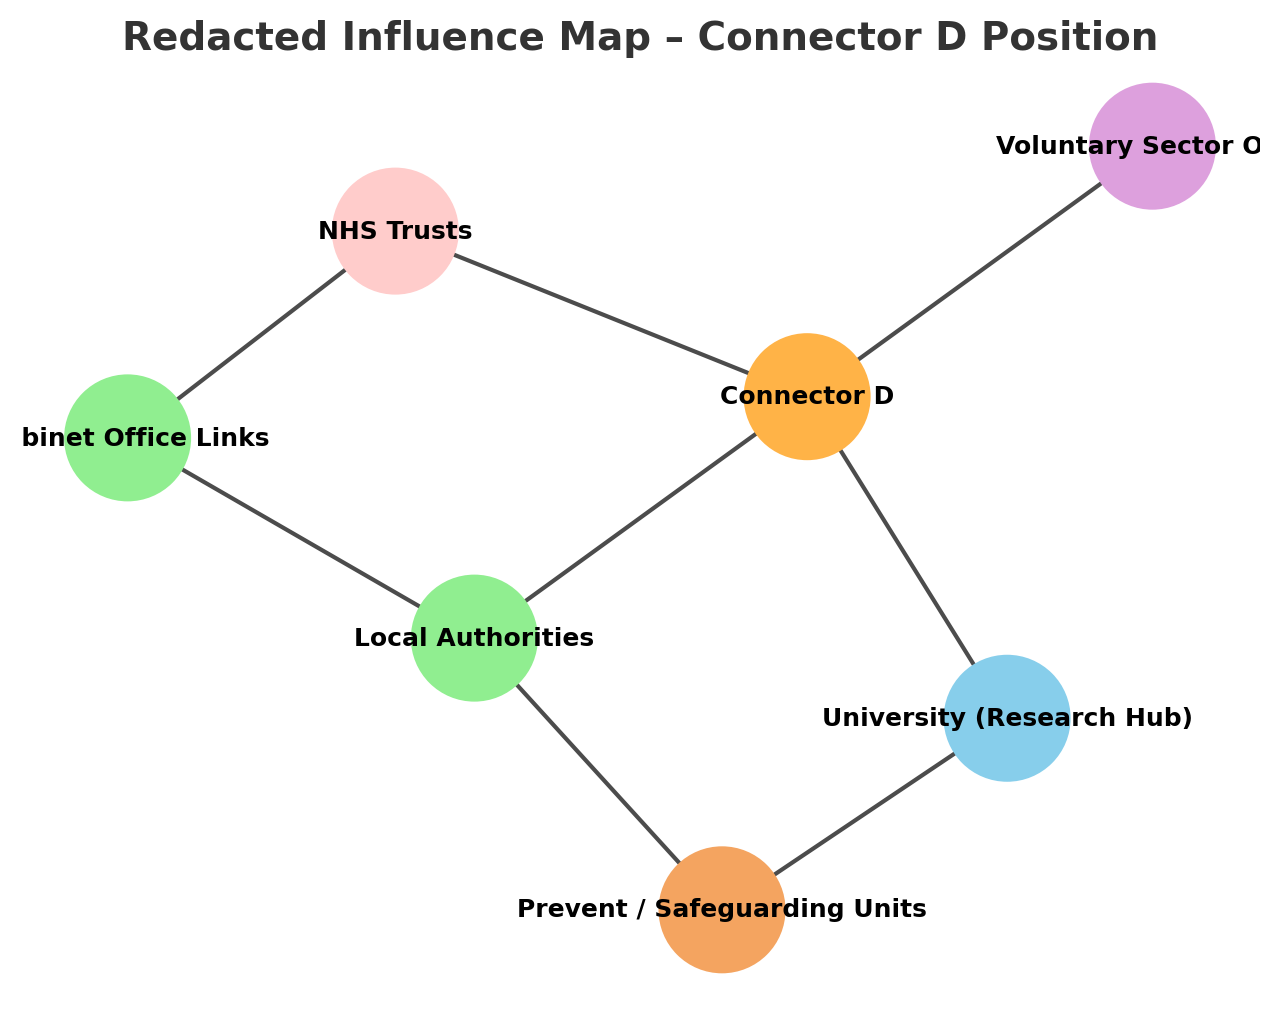 Redacted Influence Map – Connector D Position
Voluntary Sector O
NHS Trusts
Connector D
binet Office Links
Local Authorities
University (Research Hub)
Prevent / Safeguarding Units